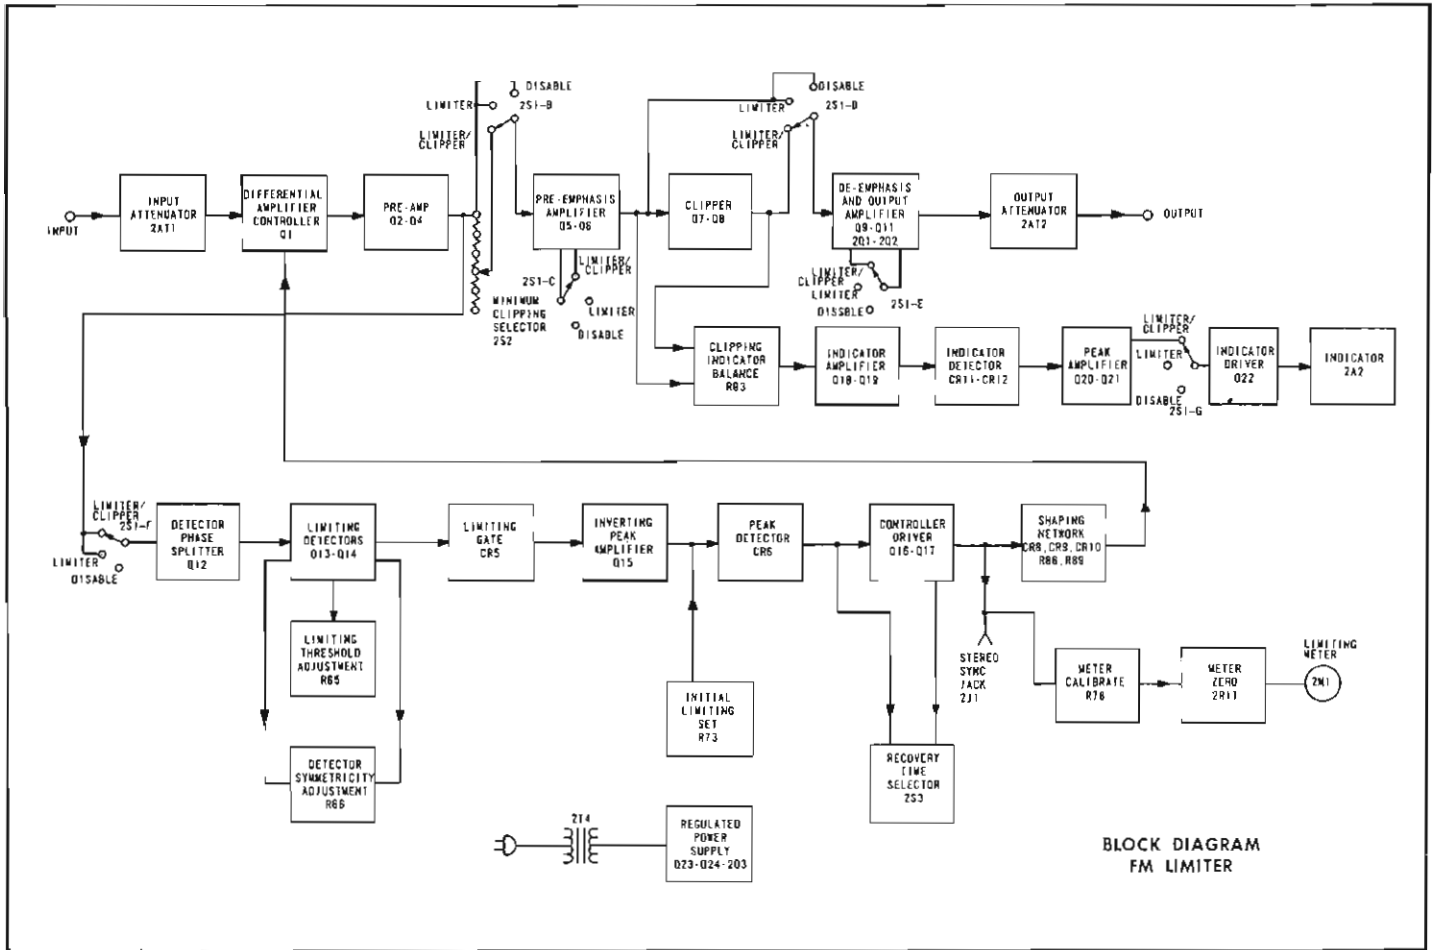 DISABLE
LIMITER
2S1-B
LIMITER/
CLIPPER
DISABLE
LIMITER
2S1-D
LIMITER/
CLIPPER
INPUT
INPUT
ATTENUATOR
2AT1
DIFFERENTIAL
AMPLIFIER
CONTROLLER
Q1
PRE-AMP
Q2-Q4
PRE-EMPHASIS
AMPLIFIER
Q5-Q6
CLIPPER
Q7-Q8
DE-EMPHASIS
AND OUTPUT
AMPLIFIER
Q9-Q11
2Q1-2Q2
OUTPUT
ATTENUATOR
2AT2
OUTPUT
LIMITER/
CLIPPER
2S1-C
LIMITER
DISABLE
MINIMUM
CLIPPING
SELECTOR
2S2
LIMITER/
CLIPPER
LIMITER
DISSBLE
2S1-E
CLIPPING
INDICATOR
BALANCE
R83
INDICATOR
AMPLIFIER
Q18-Q19
INDICATOR
DETECTOR
CR11-CR12
PEAK
AMPLIFIER
Q20-Q21
LIMITER/
CLIPPER
LIMITER
DISABLE
2S1-G
INDICATOR
DRIVER
Q22
INDICATOR
2A2
LIMITER/
CLIPPER
2S1-F
LIMITER
DISABLE
DETECTOR
PHASE
SPLITTER
Q12
LIMITING
DETECTORS
Q13-Q14
LIMITING
GATE
CR5
INVERTING
PEAK
AMPLIFIER
Q15
PEAK
DETECTOR
CR6
CONTROLLER
DRIVER
Q16-Q17
SHAPING
NETWORK
CR8, CR9, CR10
R88, R89
LIMITING
THRESHOLD
ADJUSTMENT
R65
DETECTOR
SYMMETRICITY
ADJUSTMENT
R66
INITIAL
LIMITING
SET
R73
RECOVERY
TIME
SELECTOR
2S3
STEREO
SYNC
JACK
2J1
METER
CALIBRATE
R76
METER
ZERO
2R17
LIMITING
METER
2M1
2T4
REGULATED
POWER
SUPPLY
Q23-Q24-2Q3
BLOCK DIAGRAM
FM LIMITER